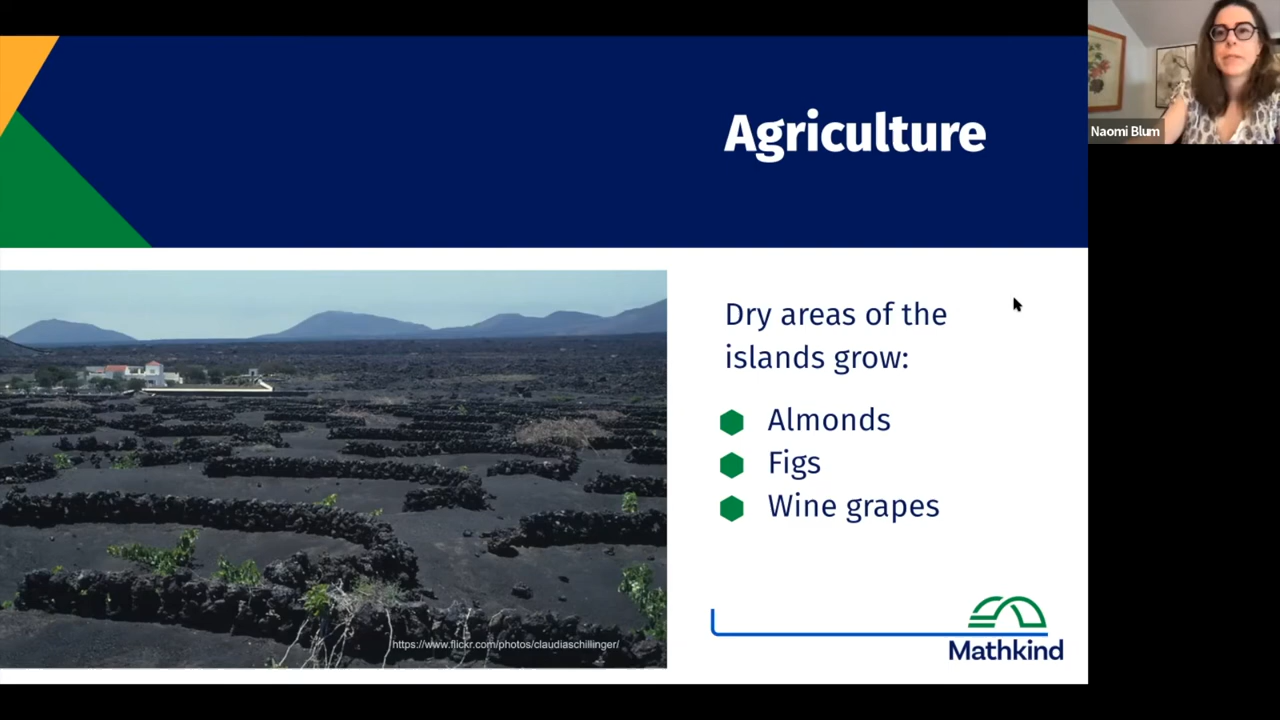 Agriculture
Naomi Blum
Dry areas of the
islands grow:
Almonds
Figs
Wine grapes
https://www.flickr.com/photos/claudiaschillinger/
Mathkind